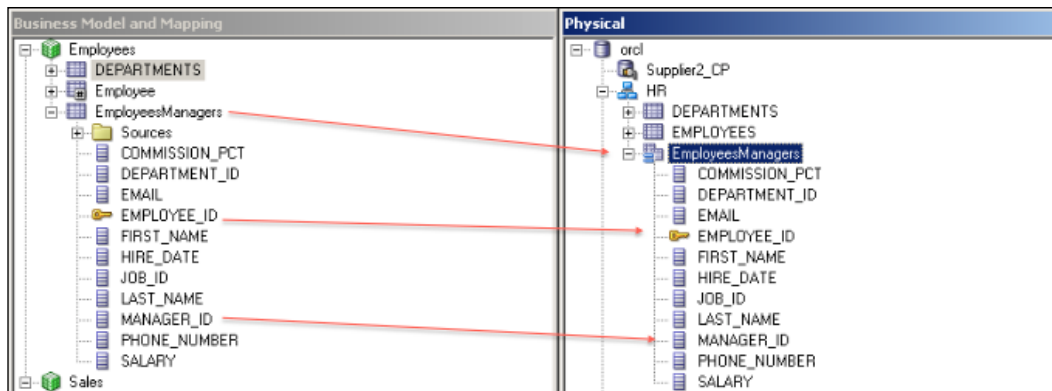 Business Model and Mapping
Employees
DEPARTMENTS
Employee
EmployeesManagers
Sources
COMMISSION_PCT
DEPARTMENT_ID
EMAIL
EMPLOYEE_ID
FIRST_NAME
HIRE_DATE
JOB_ID
LAST_NAME
MANAGER_ID
PHONE_NUMBER
SALARY
Sales
Physical
orcl
Supplier2_CP
HR
DEPARTMENTS
EMPLOYEES
EmployeesManagers
COMMISSION_PCT
DEPARTMENT_ID
EMAIL
EMPLOYEE_ID
FIRST_NAME
HIRE_DATE
JOB_ID
LAST_NAME
MANAGER_ID
PHONE_NUMBER
SALARY